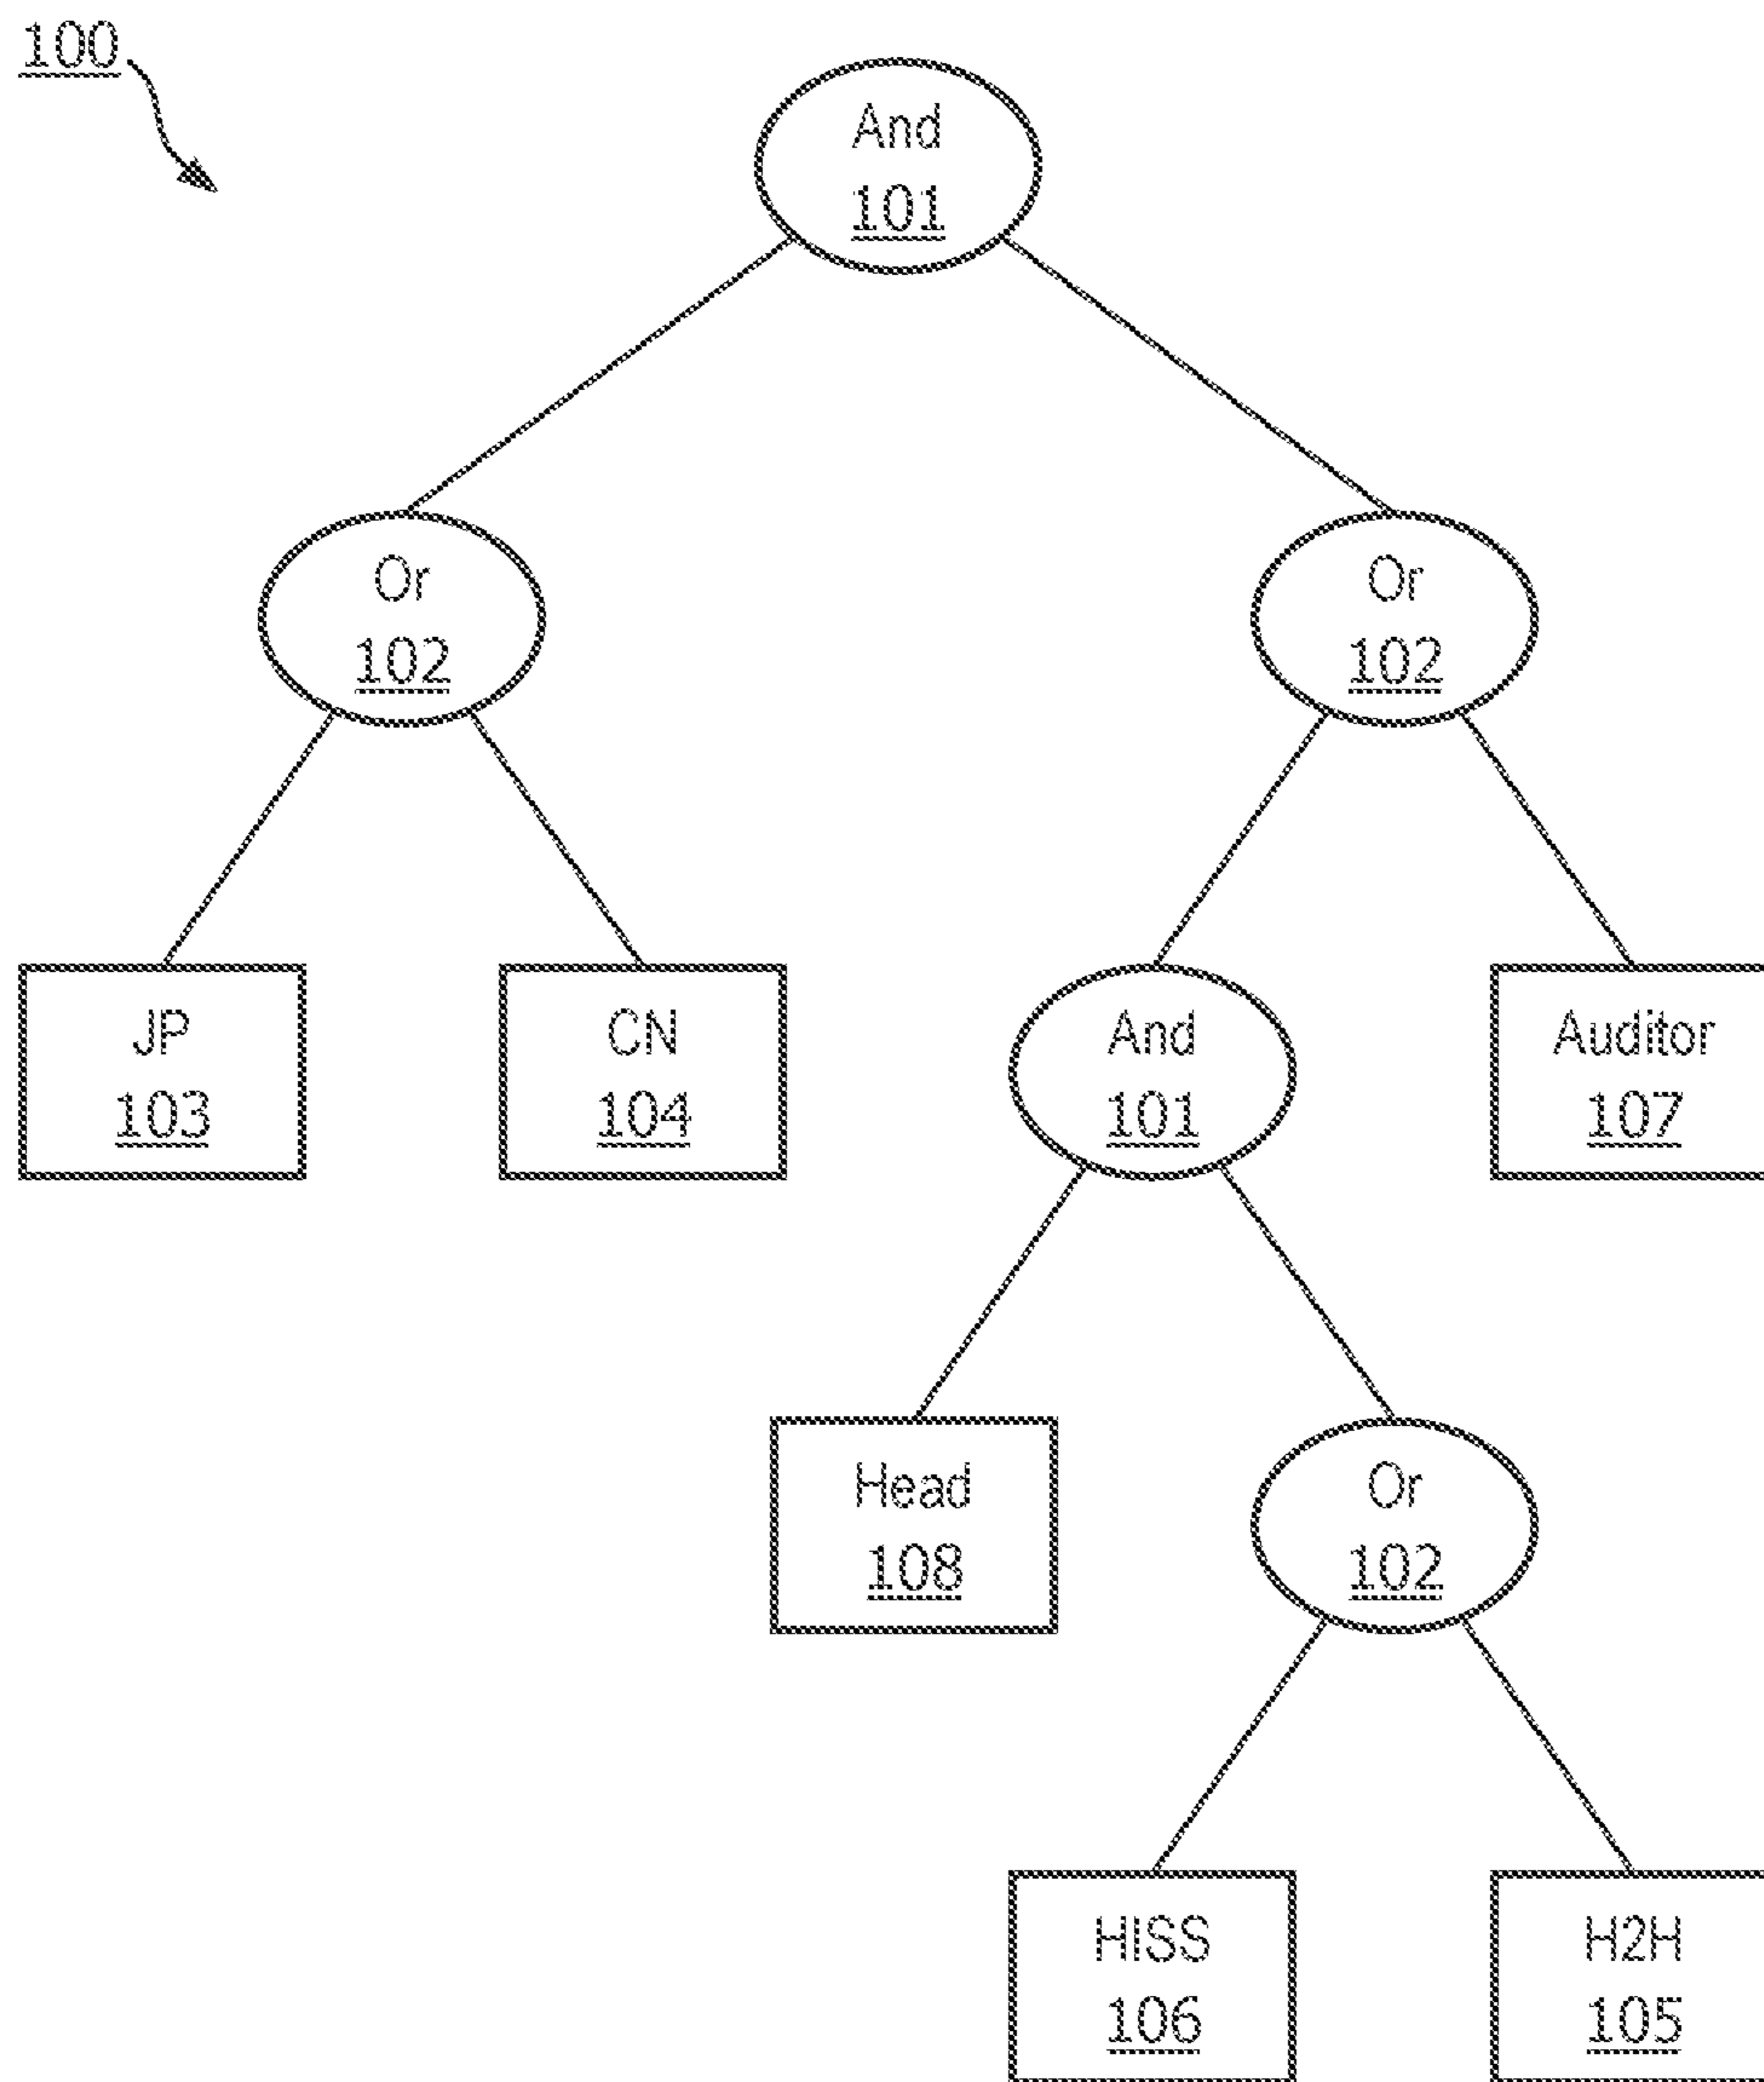 100
And
101
Or
102
Or
102
JP
103
CN
104
And
101
Auditor
107
Head
108
Or
102
HISS
106
H2H
105